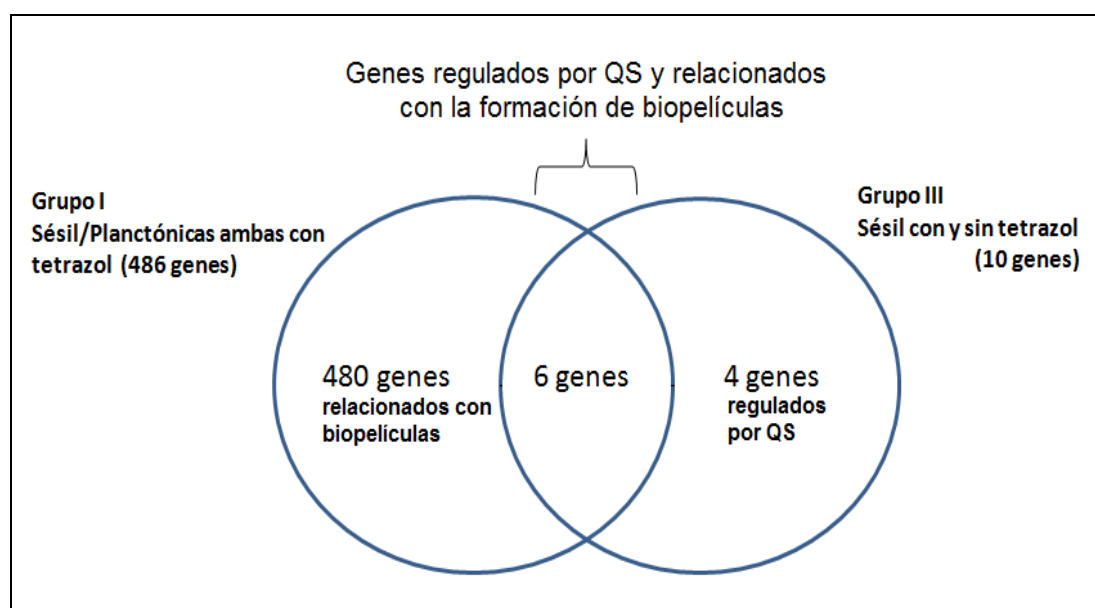 Genes regulados por QS y relacionados
con la formación de biopelículas
Grupo I
Sésil/Planctónicas ambas con
tetrazol (486 genes)
Grupo III
Sésil con y sin tetrazol
(10 genes)
480 genes
relacionados con
biopelículas
6 genes
4 genes
regulados
por QS